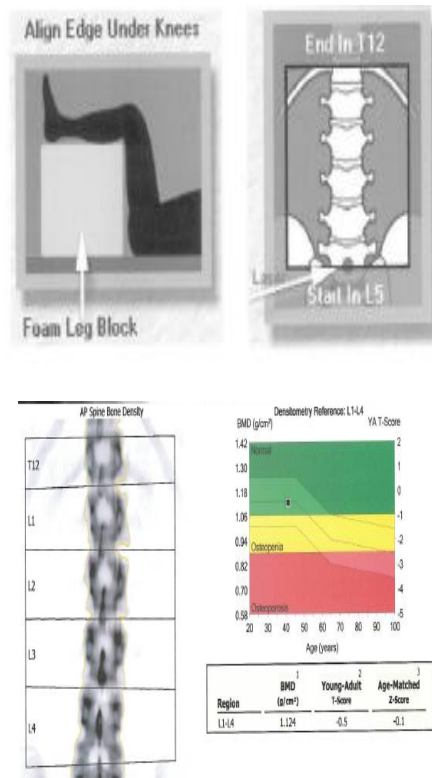 Align Edge Under Knees
Foam Leg Block
End In T12
Start In L5
AP Spine Bone Density
T12
L1
L2
L3
L4
Densitometry Reference: L1-L4
BMD (g/cm²) YA T-Score
1.42 2
Normal
1.30 1
1.18 0
1.06 -1
0.94 -2
Osteopenia
0.82 -3
0.70 -4
0.58 -5
Osteoporosis
20 30 40 50 60 70 80 90 100
Age (years)
1 2 3
BMD Young-Adult Age-Matched
Region (g/cm²) T-Score Z-Score
L1-L4 1.124 -0.5 -0.1